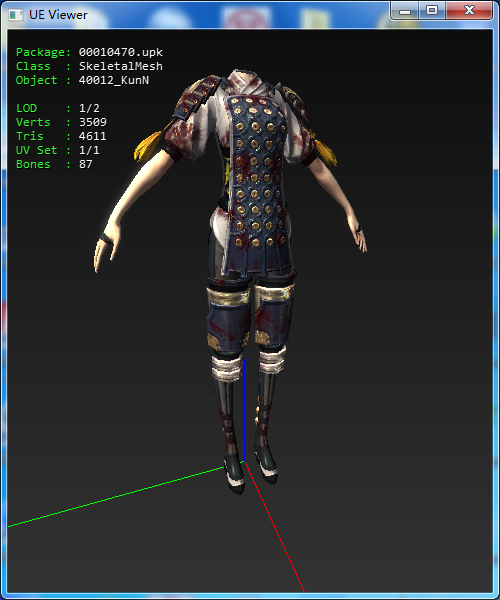 UE Viewer
Package: 00010470.upk
Class : SkeletalMesh
Object : 40012_KunN
LOD : 1/2
Verts : 3509
Tris : 4611
UV Set : 1/1
Bones : 87